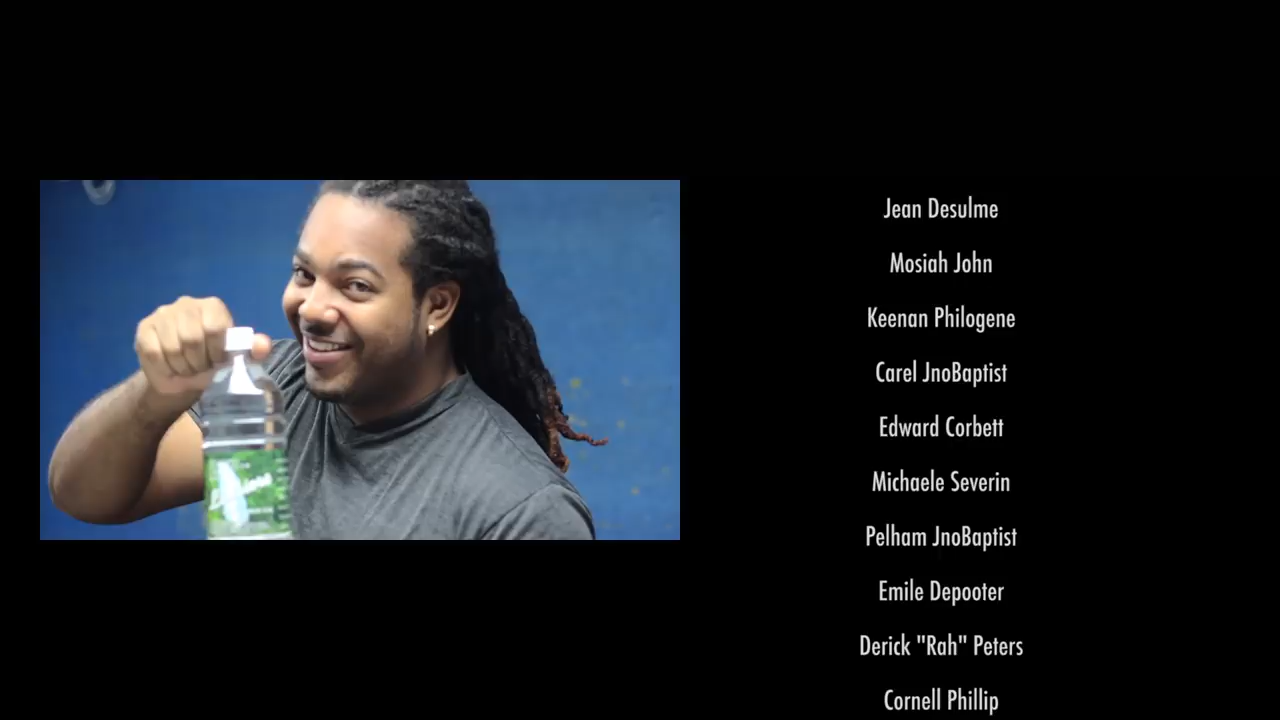 Jean Desulme
Mosiah John
Keenan Philogene
Carel JnoBaptist
Edward Corbett
Michaele Severin
Pelham JnoBaptist
Emile Depooter
Derick "Rah" Peters
Cornell Phillip